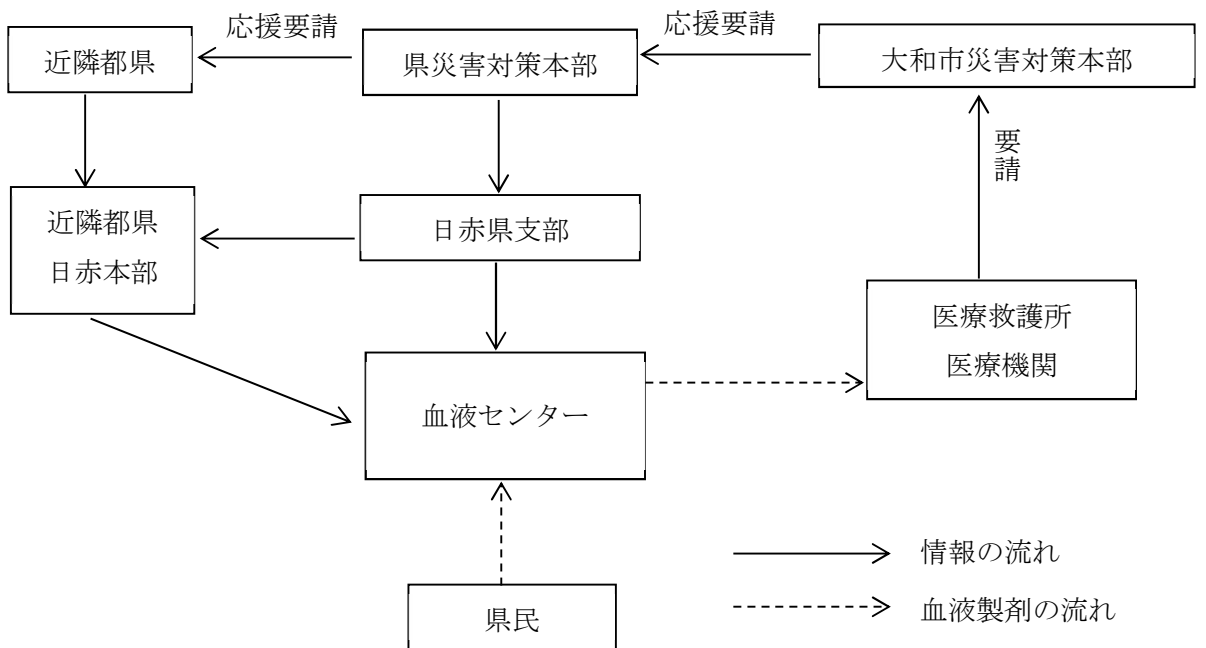 応援要請
応援要請
近隣都県
県災害対策本部
大和市災害対策本部
要請
近隣都県
日赤本部
日赤県支部
医療救護所
医療機関
血液センター
情報の流れ
血液製剤の流れ
県民